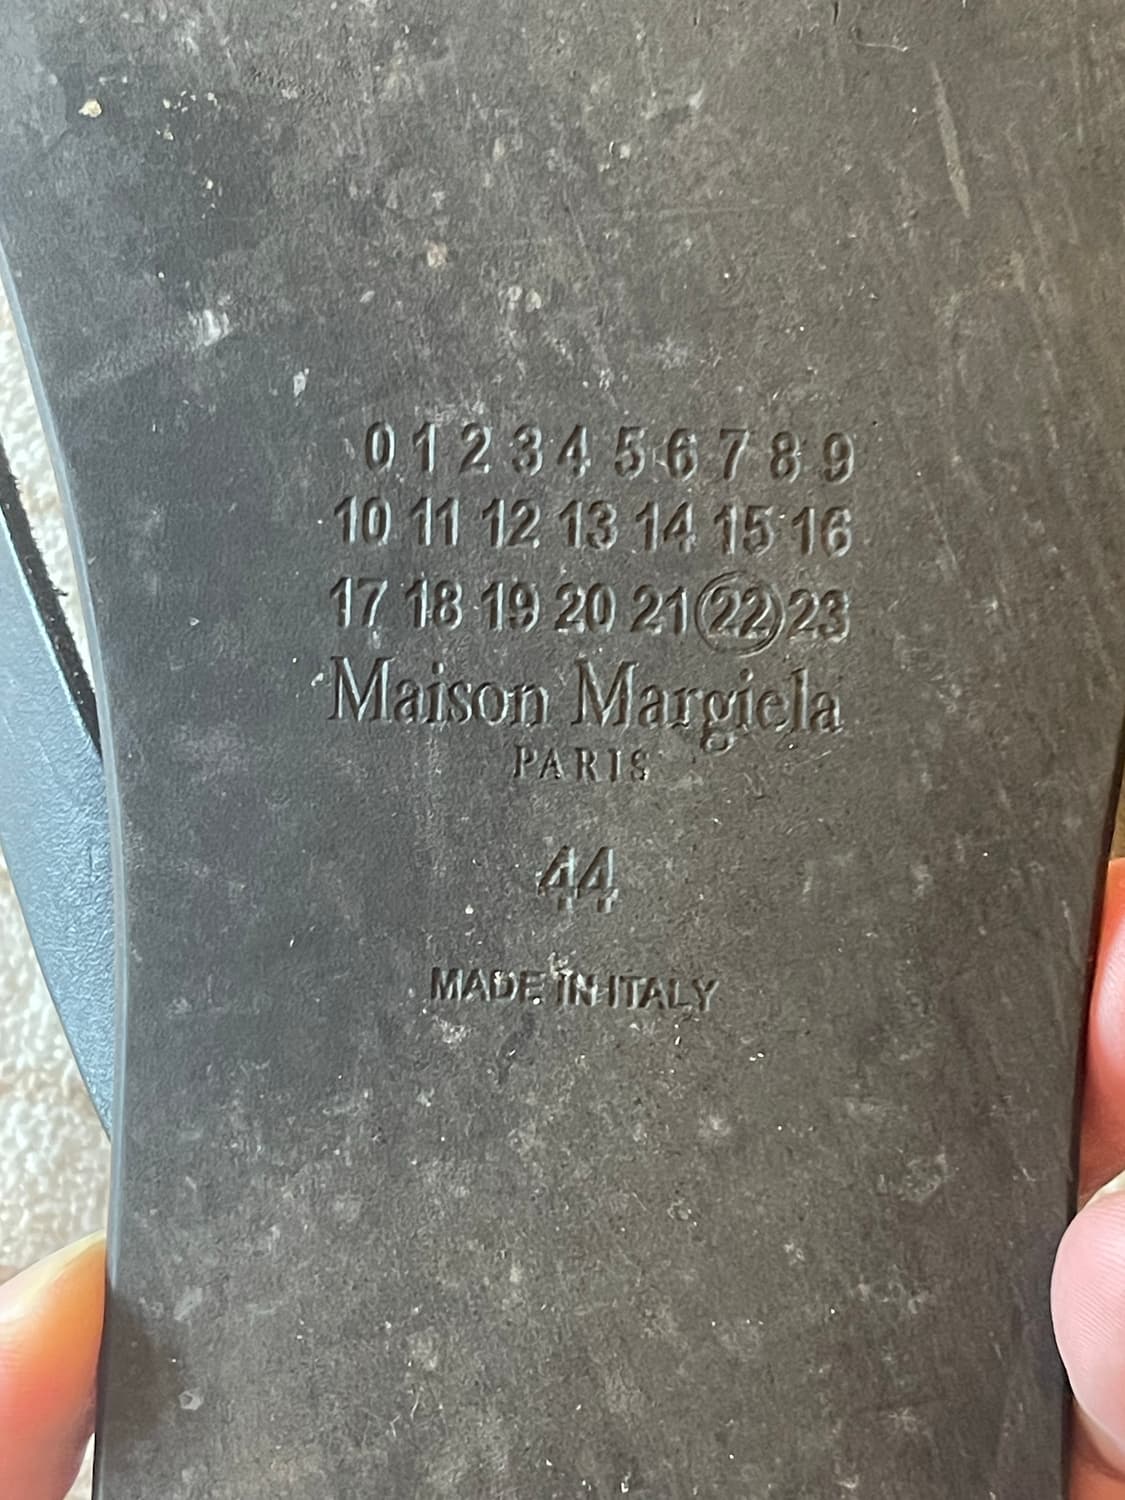 0 1 2 3 4 5 6 7 8 9
10 11 12 13 14 15 16
17 18 19 20 21 22 23
Maison Margiela
PARIS
44
MADE IN ITALY